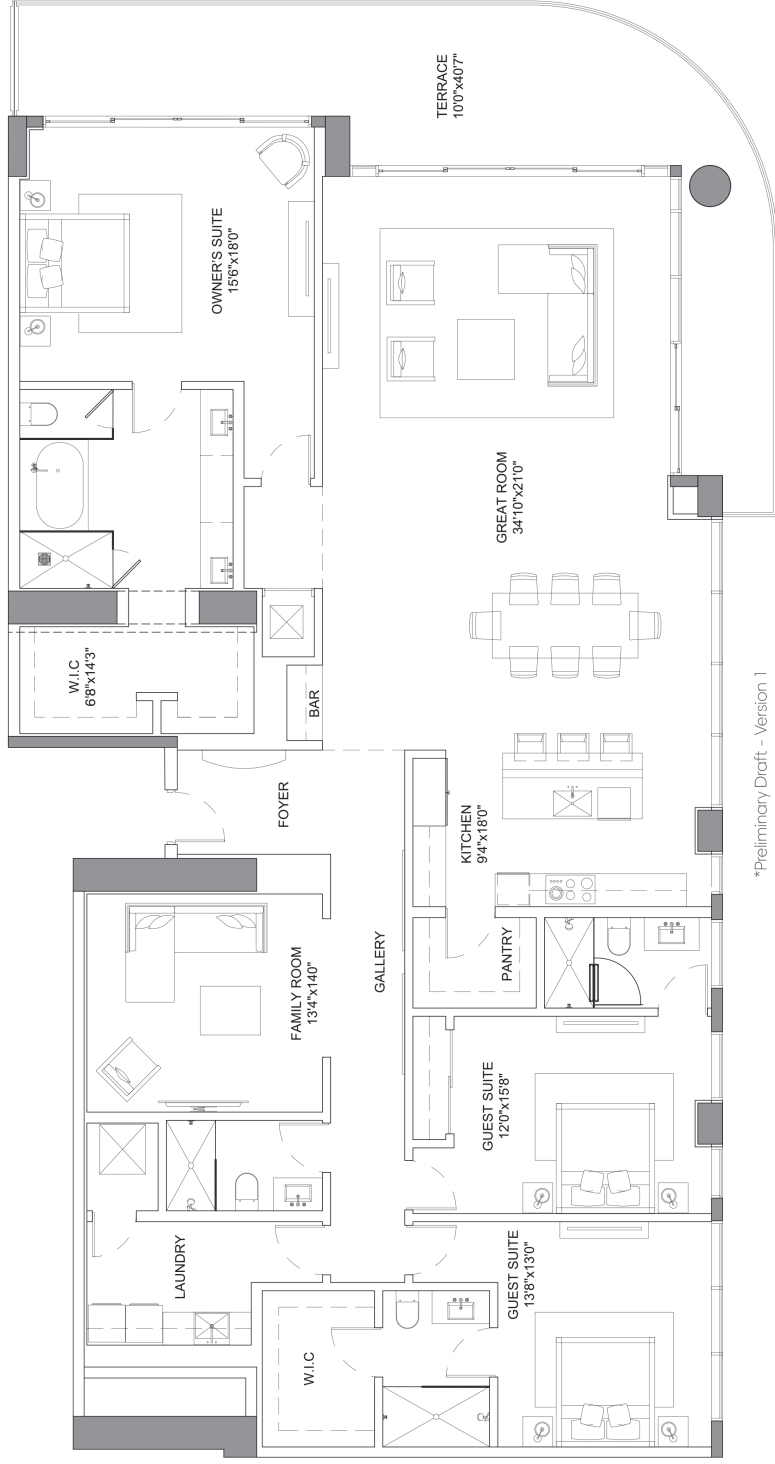 W.I.C
6'8"x14'3"
LAUNDRY
OWNER'S SUITE
15'6"x18'0"
FOYER
FAMILY ROOM
13'4"x140"
W.I.C
BAR
GALLERY
TERRACE
10'0"x40'7"
KITCHEN
9'4"x18'0"
GUEST SUITE
12'0"x15'8"
GREAT ROOM
34'10"x21'0"
PANTRY
GUEST SUITE
13'8"x13'0"
*Preliminary Draft - Version 1